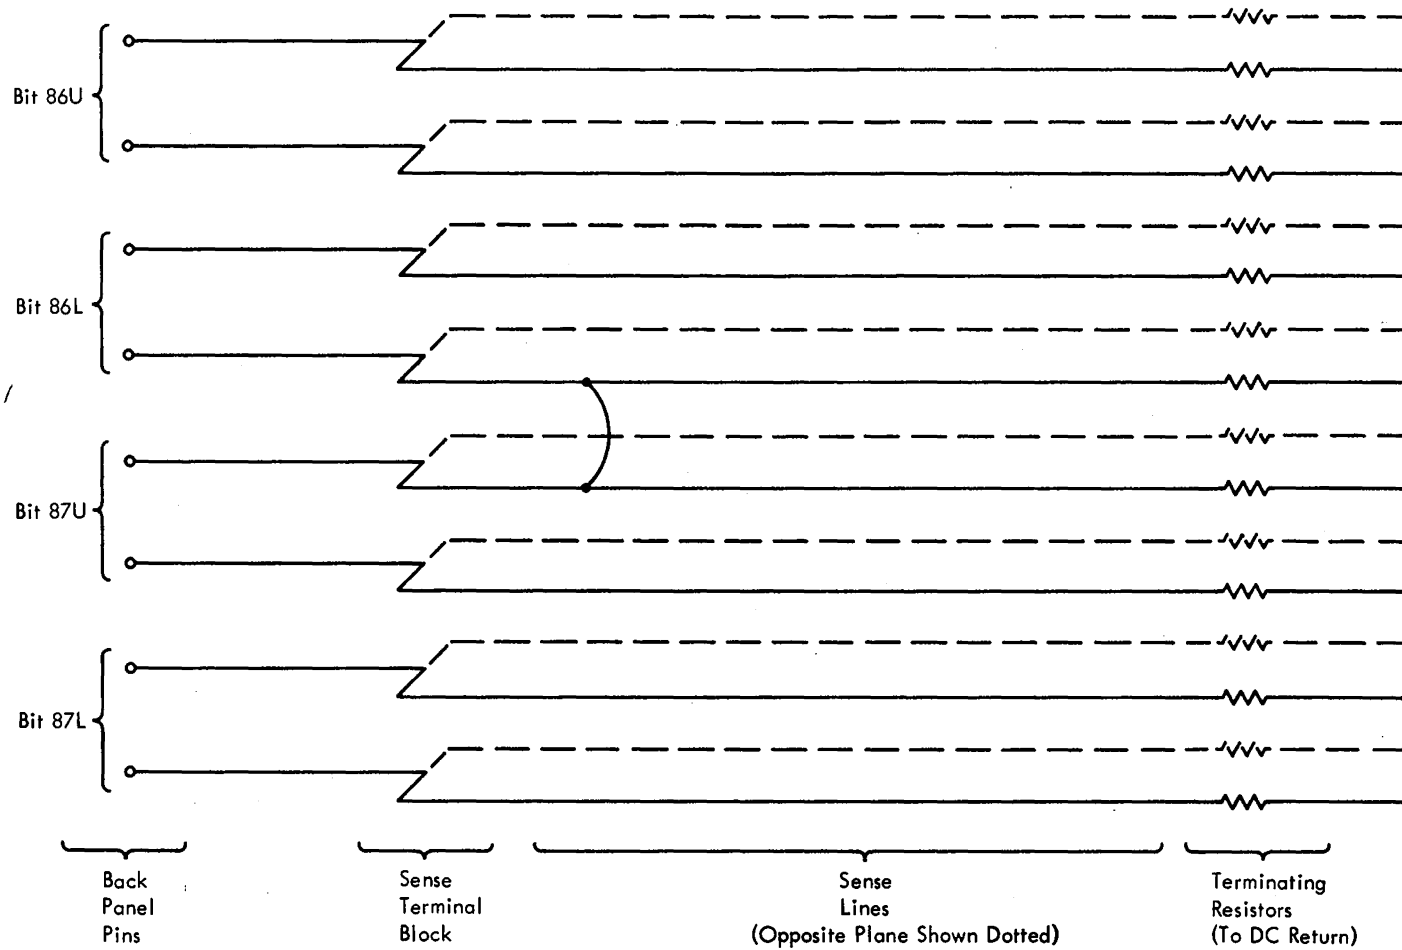 Bit 86U
Bit 86L
Bit 87U
Bit 87L
Back
Panel
Pins
Sense
Terminal
Block
Sense
Lines
(Opposite Plane Shown Dotted)
Terminating
Resistors
(To DC Return)